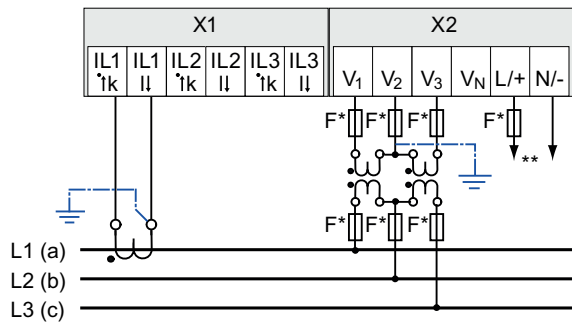 X1 X2
IL1 IL1 IL2 IL2 IL3 IL3
k l k l k l V1 V2 V3 VN L/+ N/-
F* F* F* F*
**
F* F* F*
L1 (a)
L2 (b)
L3 (c)